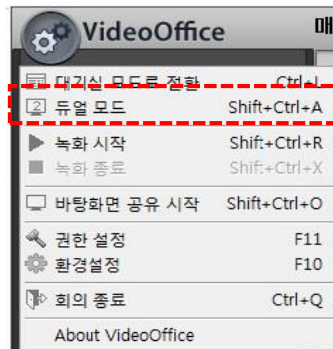 VideoOffice
매
대기실 모드로 전환 Ctrl+L
2 듀얼 모드 Shift+Ctrl+A
녹화 시작 Shift+Ctrl+R
녹화 종료 Shift+Ctrl+X
바탕화면 공유 시작 Shift+Ctrl+O
권한 설정 F11
환경설정 F10
회의 종료 Ctrl+Q
About VideoOffice